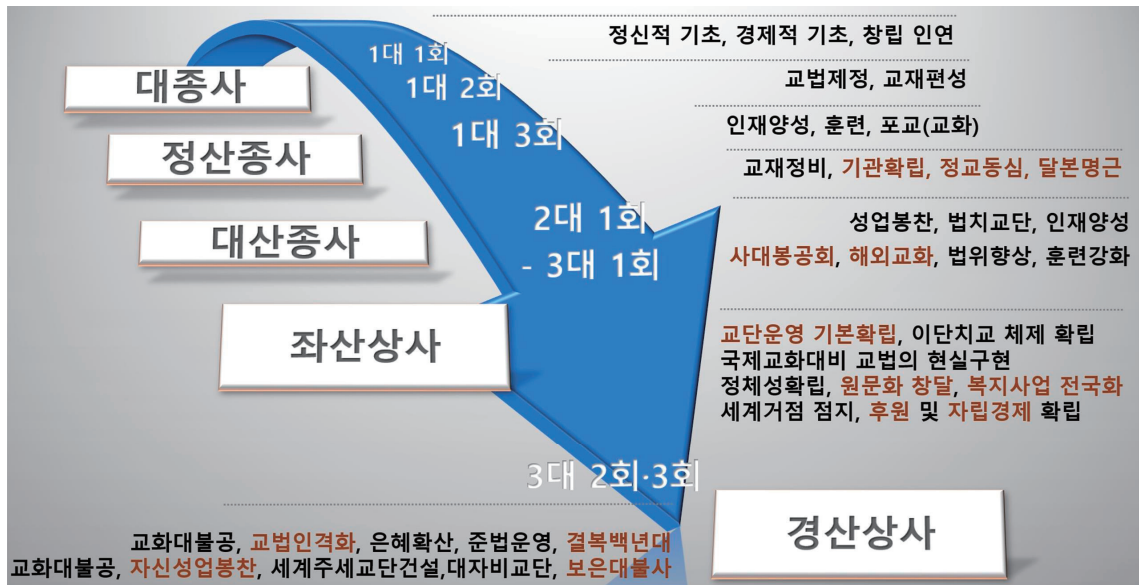 정신적 기초, 경제적 기초, 창립 인연
1대 1회
대종사
1대 2회
교법제정, 교재편성
1대 3회
인재양성, 훈련, 포교(교화)
정산종사
교재정비, 기관확립, 정교동심, 달본명근
2대 1회
성업봉찬, 법치교단, 인재양성
대산종사
- 3대 1회
사대봉공회, 해외교화, 법위향상, 훈련강화
좌산상사
교단운영 기본확립, 이단치교 체제 확립
국제교화대비 교법의 현실구현
정체성확립, 원문화 창달, 복지사업 전국화
세계거점 점지, 후원 및 자립경제 확립
3대 2회·3회
경산상사
교화대불공, 교법인격화, 은혜확산, 준법운영, 결복백년대
교화대불공, 자신성업봉찬, 세계주세교단건설,대자비교단, 보은대불사